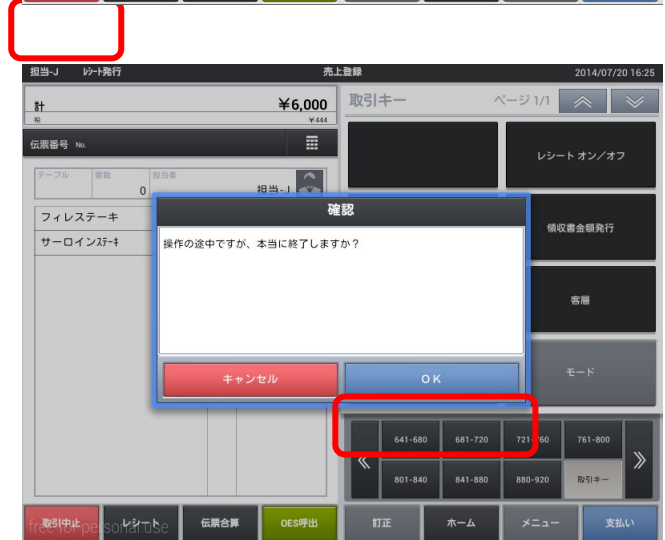 担当-J ﾚｼｰﾄ発行 売上登録 2014/07/20 16:25
計 ¥6,000
税 ¥444
取引キー ページ 1/1
伝票番号 No.
レシート オン／オフ
テーブル 客数 担当者
0 担当-J
フィレステーキ
サーロインｽﾃｰｷ
確認
操作の途中ですが、本当に終了しますか？
キャンセル OK
領収書金額発行
客層
モード
641-680 681-720 721-760 761-800
801-840 841-880 880-920 取引キー
取引中止 レシート 伝票合算 OES呼出 訂正 ホーム メニュー 支払い
free for personal use